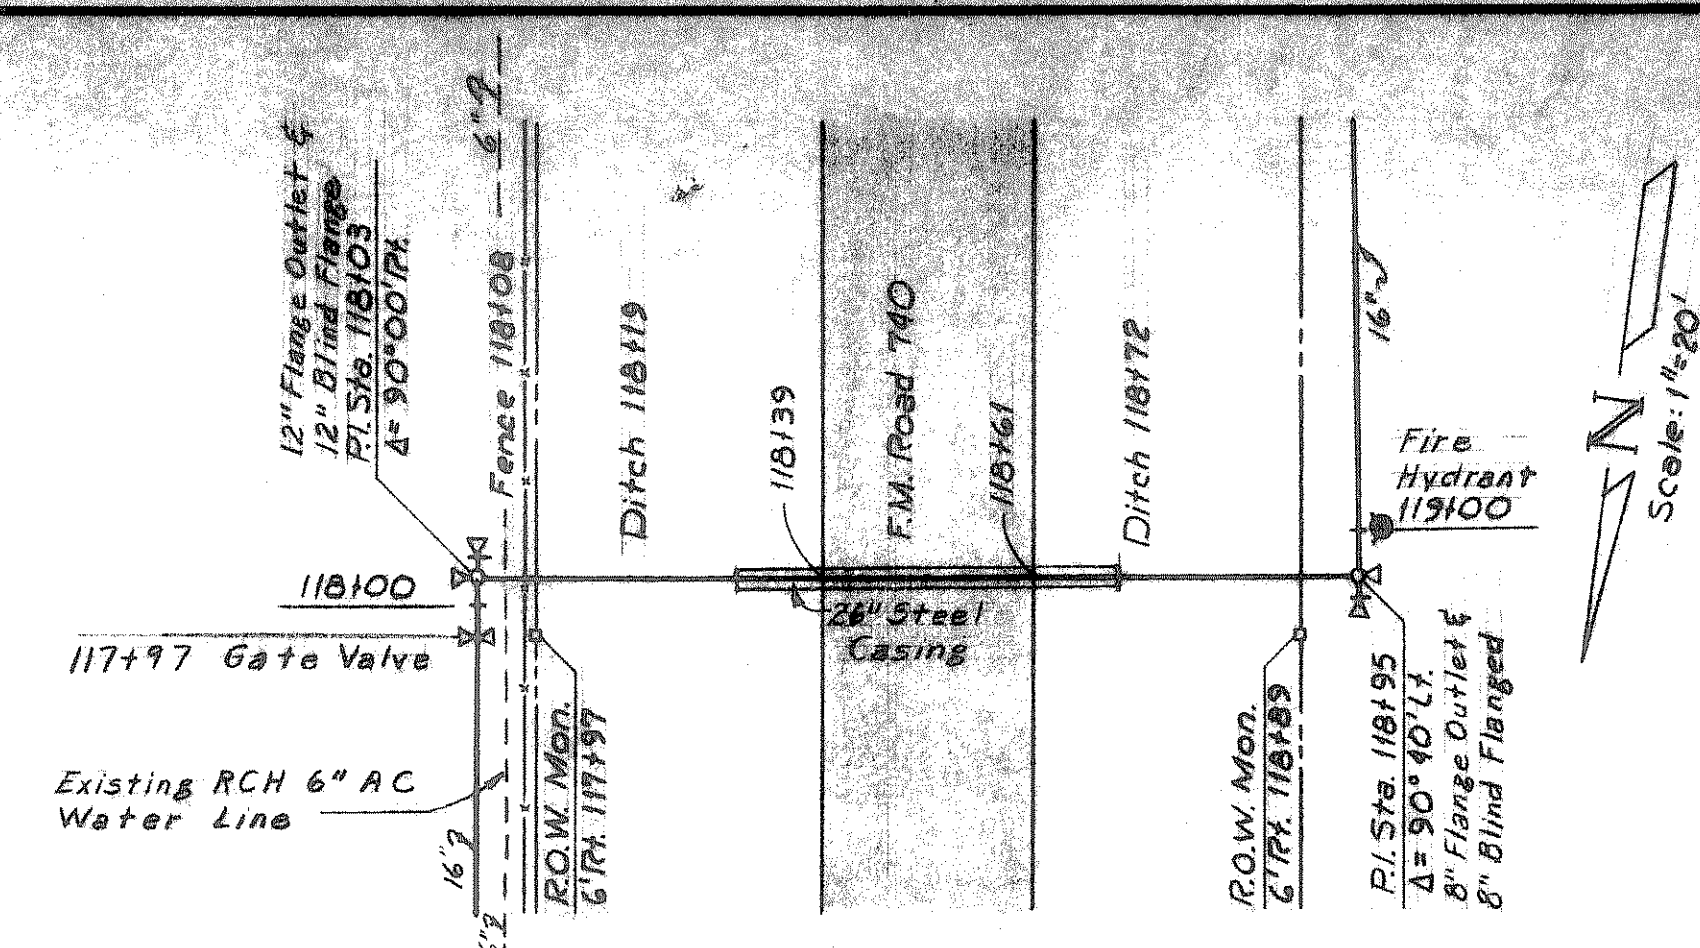 12" Flange Outlet &
12" Blind Flange
P.I. Sta. 118+03
Δ= 90°00'Rt.
6"
Fence 118+08
Ditch 118+19
118+39
F.M. Road 740
118+61
Ditch 118+72
16"
Fire
Hydrant
119+00
N
Scale: 1"=20'
118+00
117+97 Gate Valve
26" Steel
Casing
Existing RCH 6" AC
Water Line
16"
R.O.W. Mon.
6'Rt. 117+97
R.O.W. Mon.
6'Rt. 118+89
P.I. Sta. 118+95
Δ= 90°40'Lt.
8" Flange Outlet &
8" Blind Flanged